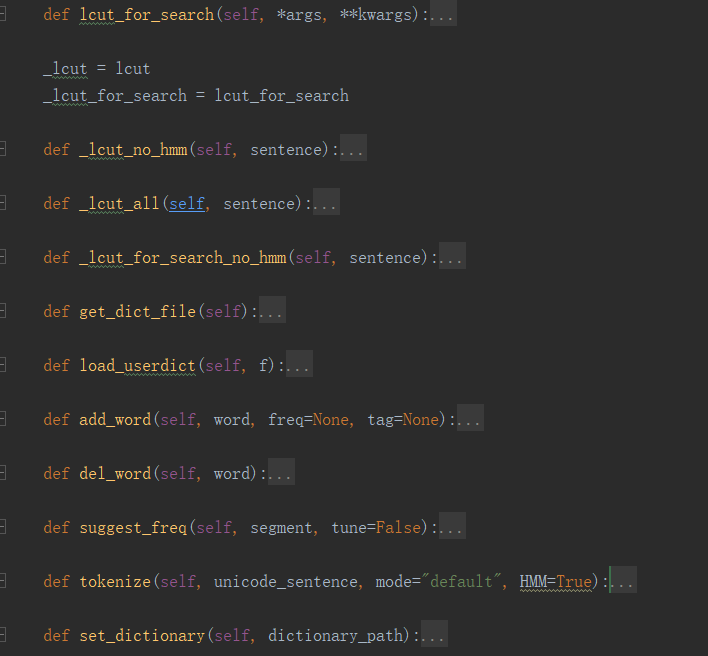 def lcut_for_search(self, *args, **kwargs):...
_lcut = lcut
_lcut_for_search = lcut_for_search
def _lcut_no_hmm(self, sentence):...
def _lcut_all(self, sentence):...
def _lcut_for_search_no_hmm(self, sentence):...
def get_dict_file(self):...
def load_userdict(self, f):...
def add_word(self, word, freq=None, tag=None):...
def del_word(self, word):...
def suggest_freq(self, segment, tune=False):...
def tokenize(self, unicode_sentence, mode="default", HMM=True):...
def set_dictionary(self, dictionary_path):...